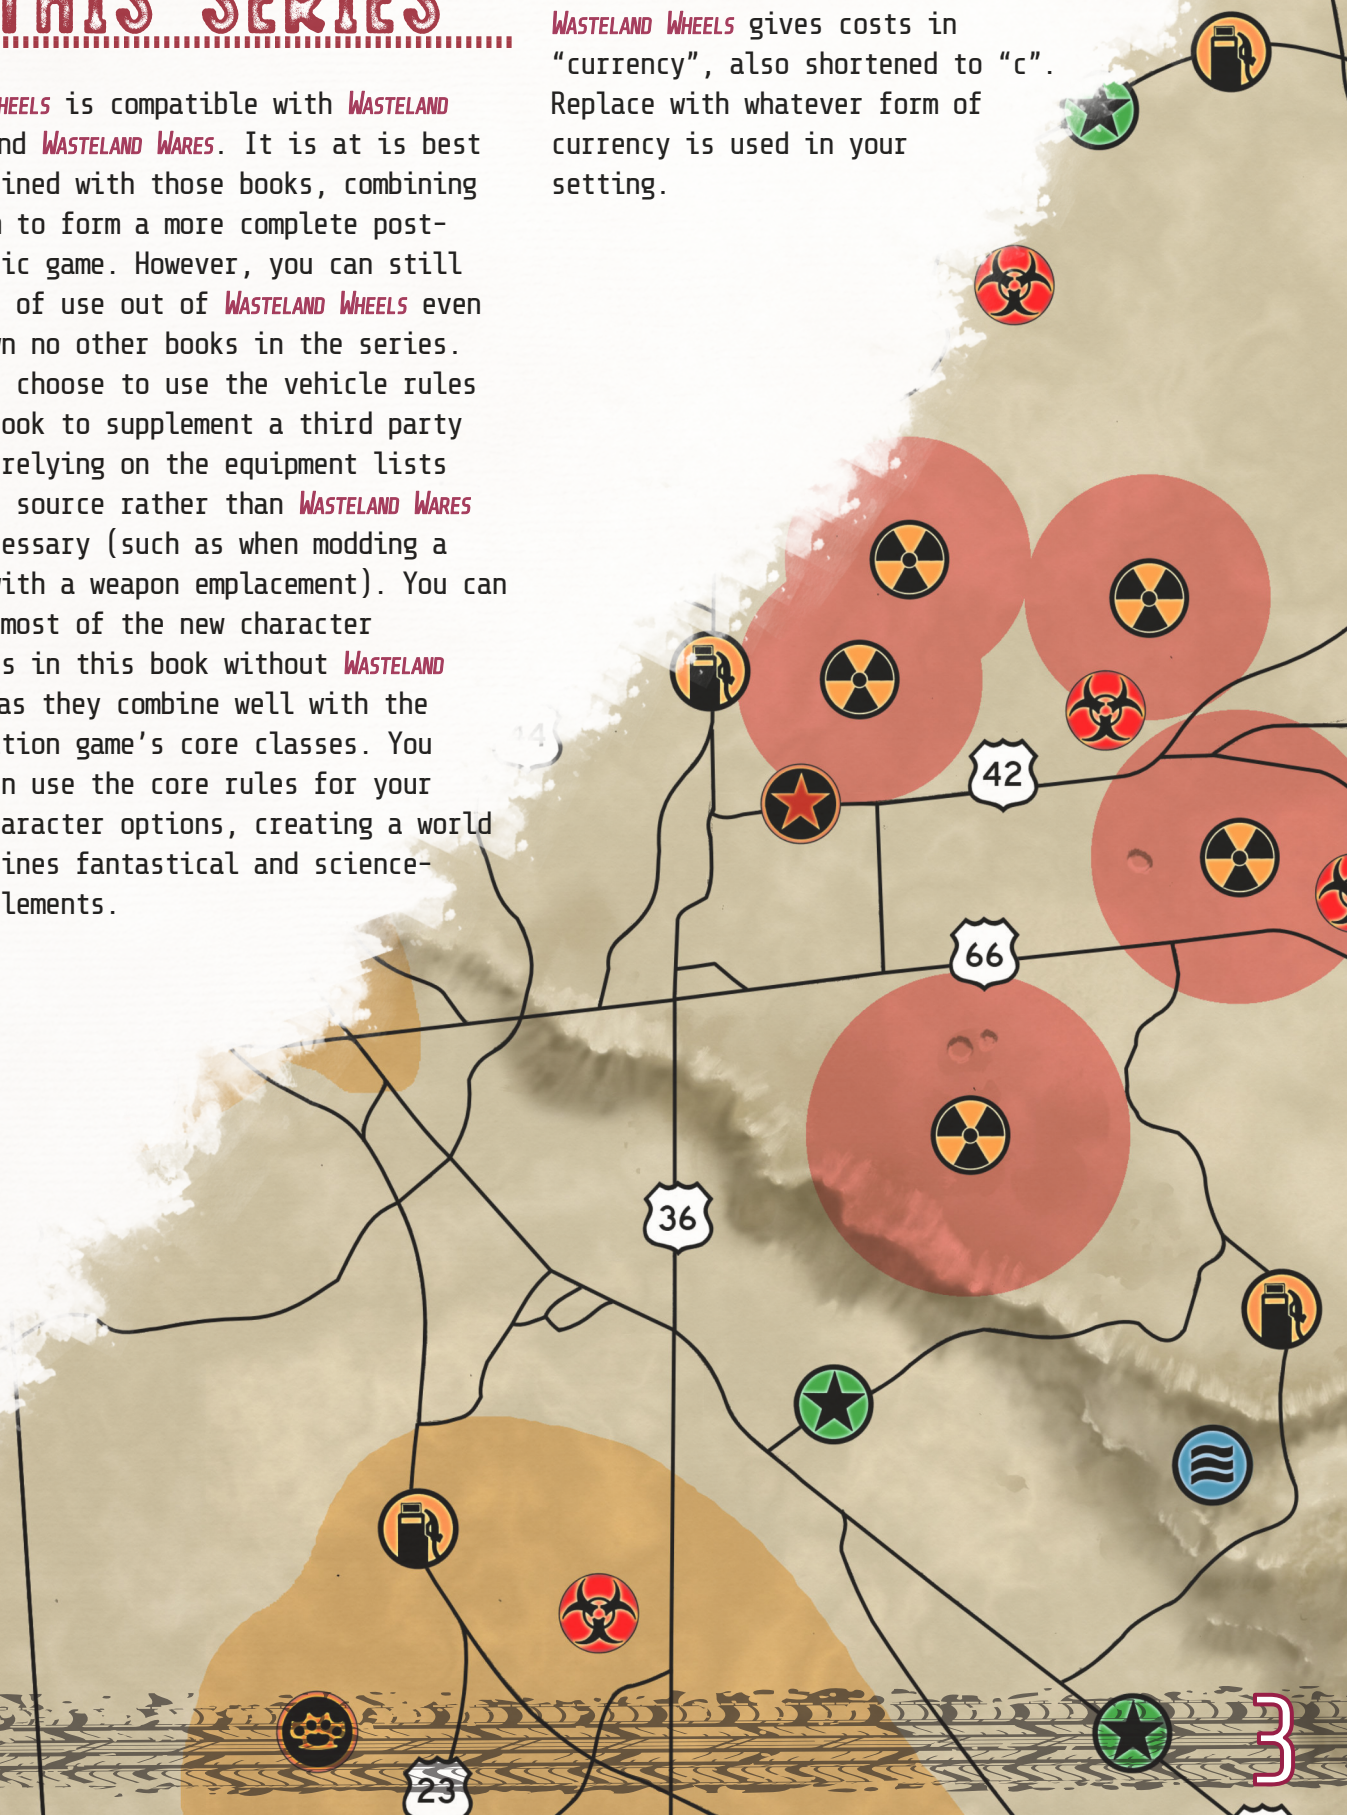 THIS SERIES
HEELS is compatible with WASTELAND
nd WASTELAND WARES. It is at is best
ined with those books, combining
to form a more complete post-
ic game. However, you can still
of use out of WASTELAND WHEELS even
n no other books in the series.
choose to use the vehicle rules
ook to supplement a third party
relying on the equipment lists
source rather than WASTELAND WARES
essary (such as when modding a
ith a weapon emplacement). You can
most of the new character
s in this book without WASTELAND
as they combine well with the
tion game's core classes. You
n use the core rules for your
aracter options, creating a world
ines fantastical and science-
lements.
WASTELAND WHEELS gives costs in
“currency”, also shortened to “c”.
Replace with whatever form of
currency is used in your
setting.
44
42
66
36
23
3